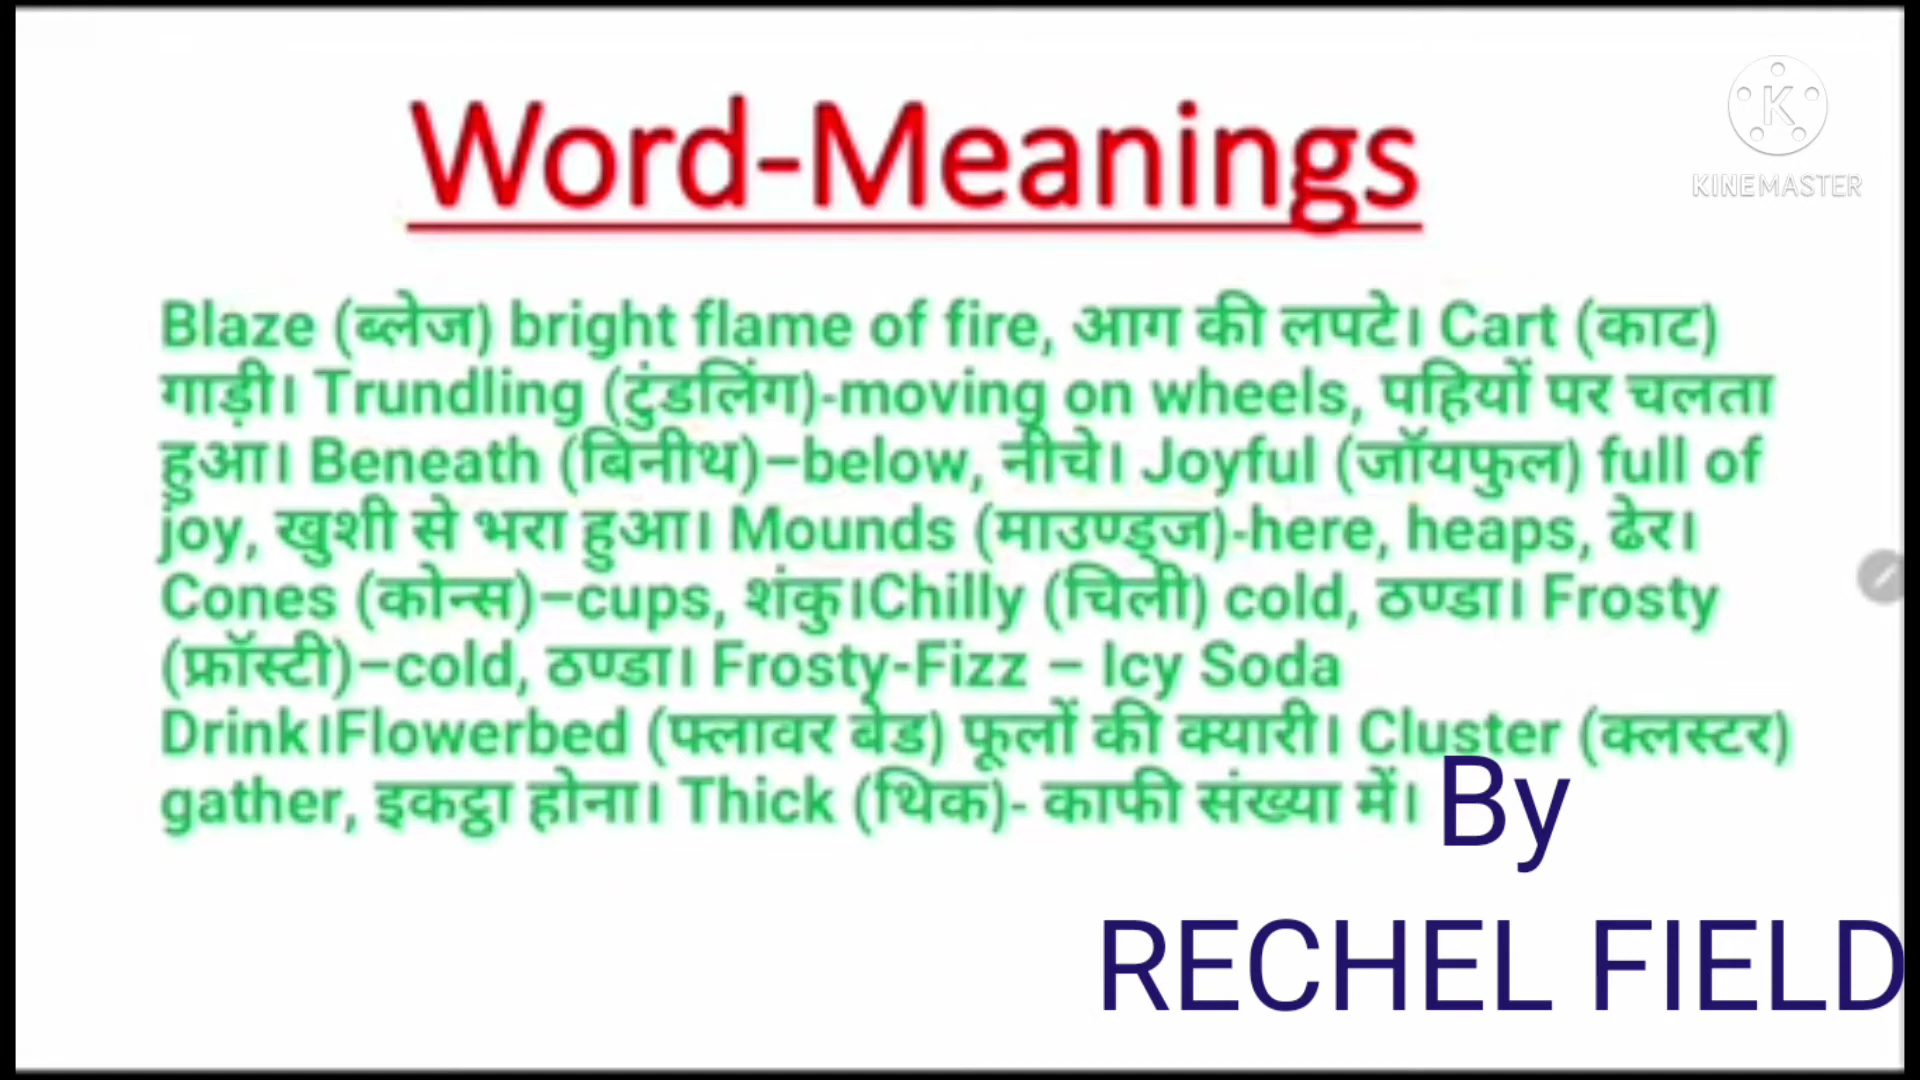 Word-Meanings
K
KINEMASTER
Blaze (ब्लेज) bright flame of fire, आग की लपटे। Cart (काट)
गाड़ी। Trundling (टुंडलिंग)-moving on wheels, पहियों पर चलता
हुआ। Beneath (बिनीथ)–below, नीचे। Joyful (जॉयफुल) full of
joy, खुशी से भरा हुआ। Mounds (माउण्ड्ज)-here, heaps, ढेर।
Cones (कोन्स)–cups, शंकु।Chilly (चिली) cold, ठण्डा। Frosty
(फ्रॉस्टी)–cold, ठण्डा। Frosty-Fizz – Icy Soda
Drink।Flowerbed (फ्लावर बेड) फूलों की क्यारी। Cluster (क्लस्टर)
gather, इकट्ठा होना। Thick (थिक)- काफी संख्या में।
By
RECHEL FIELD